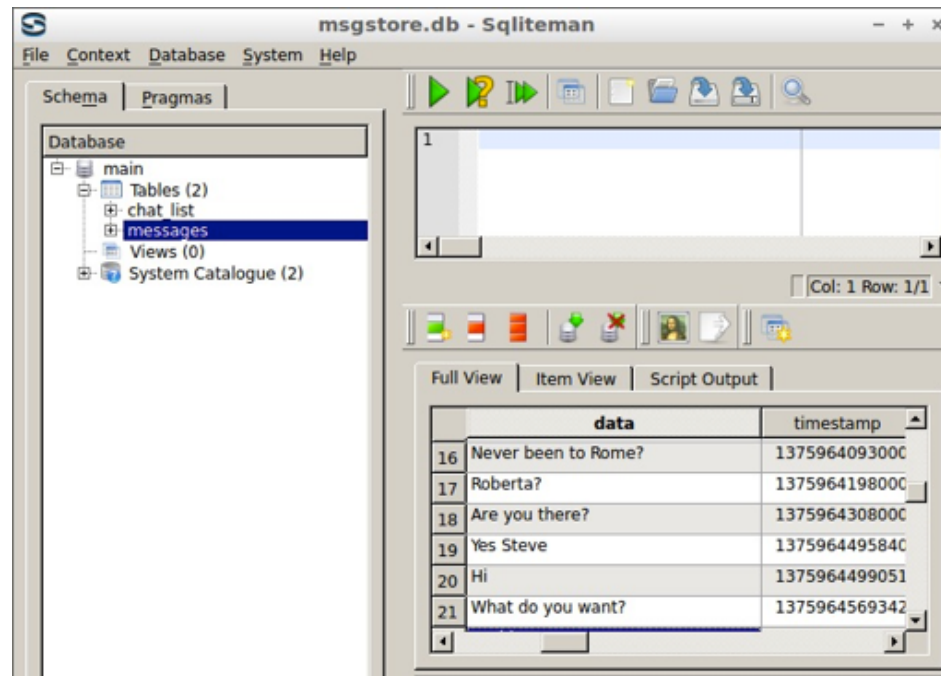 msgstore.db - Sqliteman
File Context Database System Help
Schema Pragmas
Database
main
Tables (2)
chat_list
messages
Views (0)
System Catalogue (2)
1
Col: 1 Row: 1/1
Full View Item View Script Output
data timestamp
16 Never been to Rome? 1375964093000
17 Roberta? 1375964198000
18 Are you there? 1375964308000
19 Yes Steve 1375964495840
20 Hi 1375964499051
21 What do you want? 1375964569342